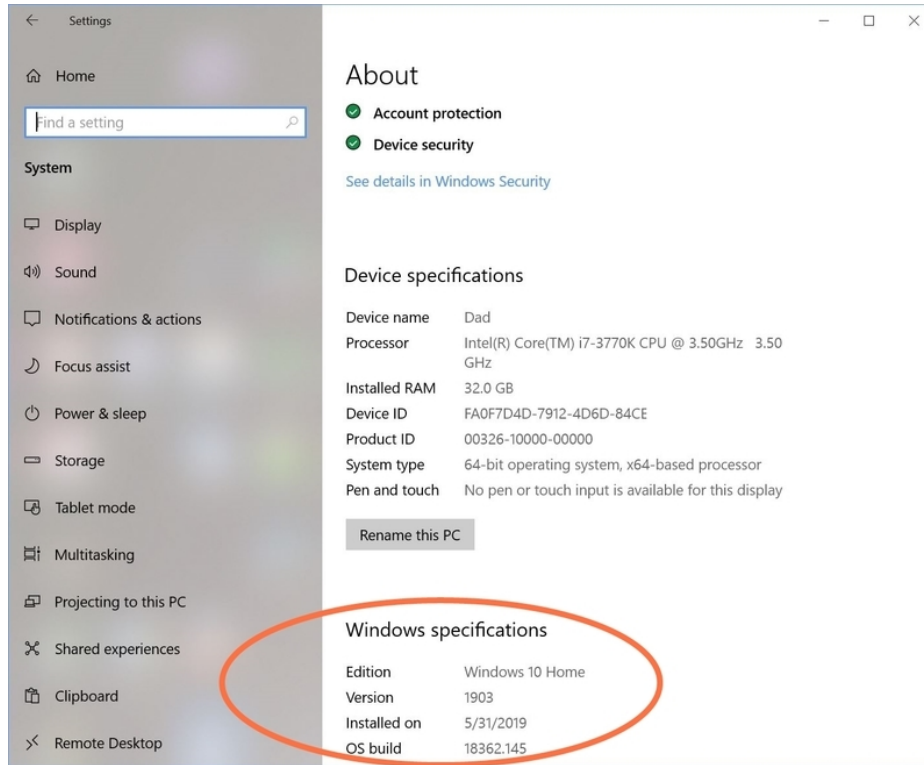 Settings
Home
Find a setting
System
Display
Sound
Notifications & actions
Focus assist
Power & sleep
Storage
Tablet mode
Multitasking
Projecting to this PC
Shared experiences
Clipboard
Remote Desktop
About
Account protection
Device security
See details in Windows Security
Device specifications
Device name Dad
Processor Intel(R) Core(TM) i7-3770K CPU @ 3.50GHz 3.50
GHz
Installed RAM 32.0 GB
Device ID FA0F7D4D-7912-4D6D-84CE
Product ID 00326-10000-00000
System type 64-bit operating system, x64-based processor
Pen and touch No pen or touch input is available for this display
Rename this PC
Windows specifications
Edition Windows 10 Home
Version 1903
Installed on 5/31/2019
OS build 18362.145